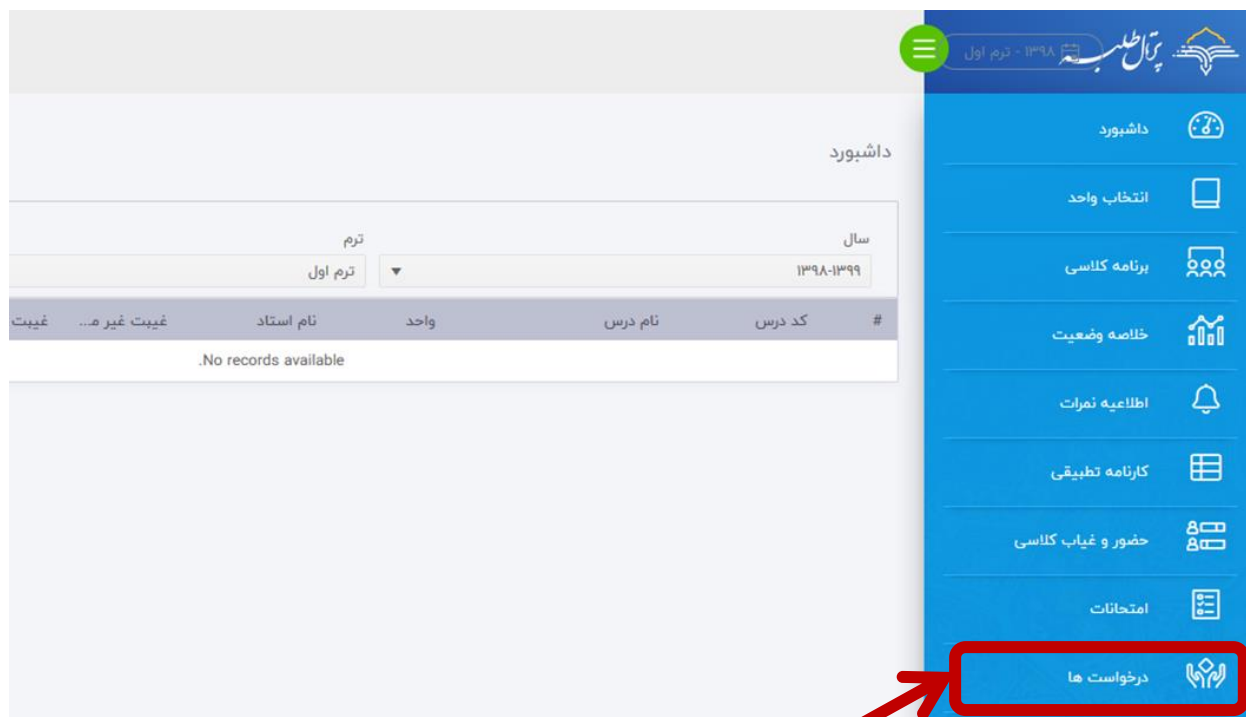 پرتال طلبه
۱۳۹۸ - ترم اول
داشبورد
انتخاب واحد
برنامه کلاسی
خلاصه وضعیت
اطلاعیه نمرات
کارنامه تطبیقی
حضور و غیاب کلاسی
امتحانات
درخواست ها
داشبورد
سال ترم
۱۳۹۸-۱۳۹۹ ترم اول
# کد درس نام درس واحد نام استاد غیبت غیر م... غیبت
.No records available